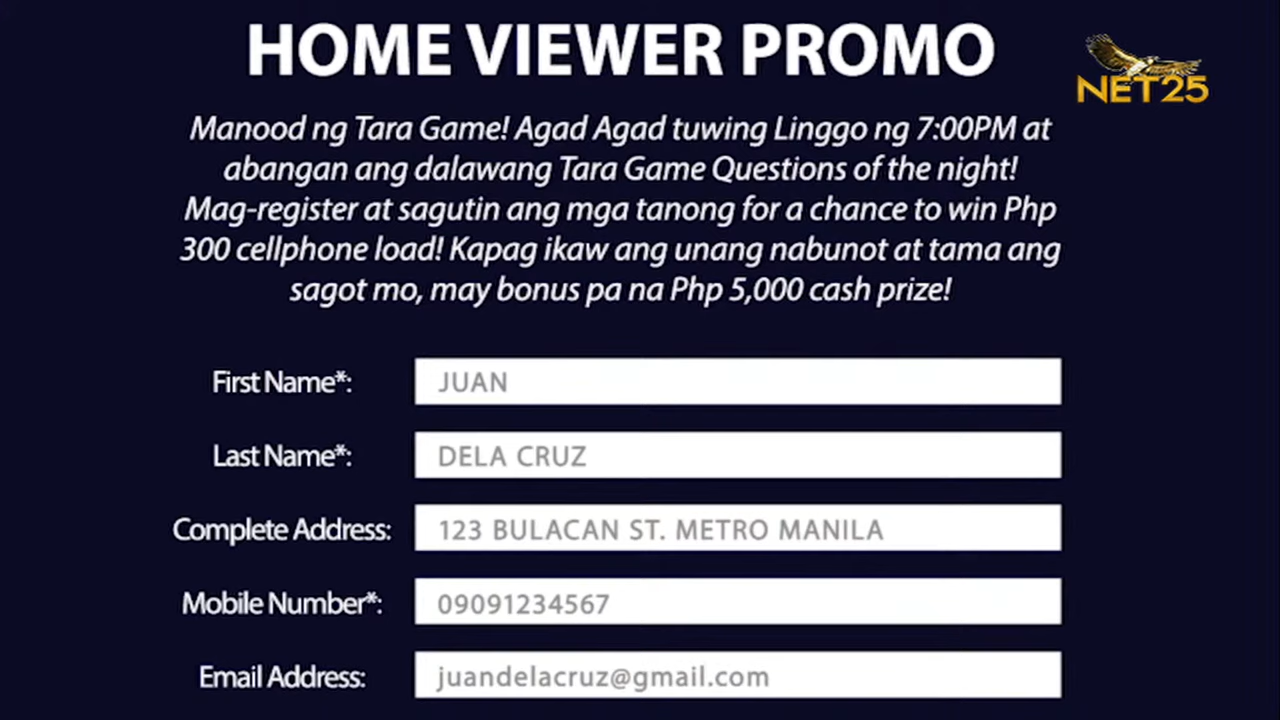 HOME VIEWER PROMO
NET25
Manood ng Tara Game! Agad Agad tuwing Linggo ng 7:00PM at
abangan ang dalawang Tara Game Questions of the night!
Mag-register at sagutin ang mga tanong for a chance to win Php
300 cellphone load! Kapag ikaw ang unang nabunot at tama ang
sagot mo, may bonus pa na Php 5,000 cash prize!
First Name*: JUAN
Last Name*: DELA CRUZ
Complete Address: 123 BULACAN ST. METRO MANILA
Mobile Number*: 09091234567
Email Address: juandelacruz@gmail.com